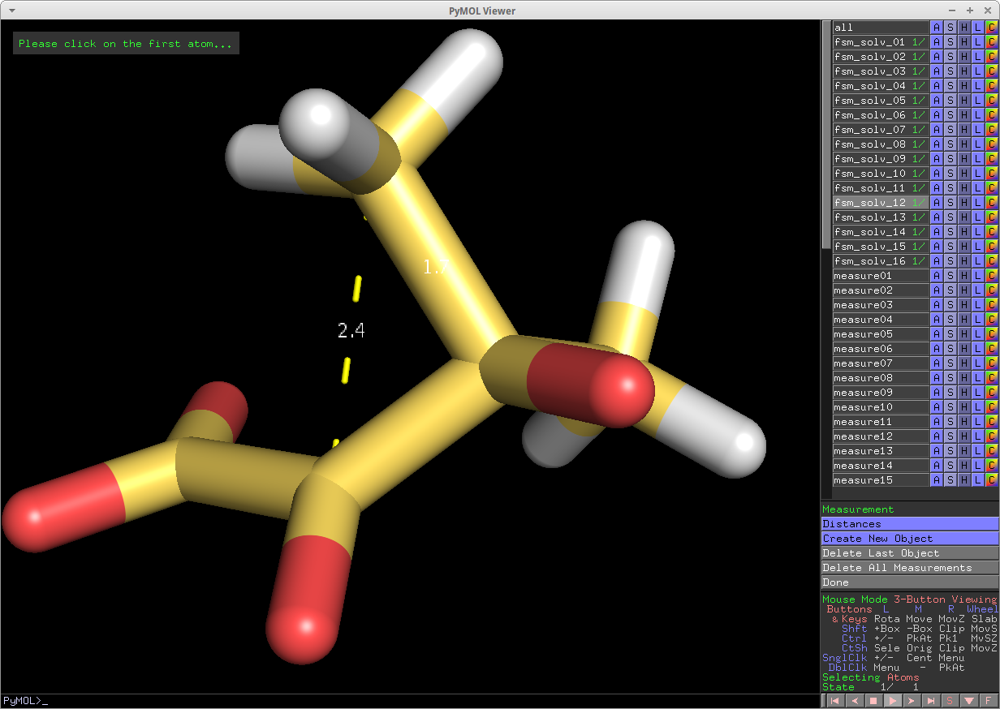 PyMOL Viewer
Please click on the first atom...
1.7
2.4
all A S H L C
fsm_solv_01 1/ A S H L C
fsm_solv_02 1/ A S H L C
fsm_solv_03 1/ A S H L C
fsm_solv_04 1/ A S H L C
fsm_solv_05 1/ A S H L C
fsm_solv_06 1/ A S H L C
fsm_solv_07 1/ A S H L C
fsm_solv_08 1/ A S H L C
fsm_solv_09 1/ A S H L C
fsm_solv_10 1/ A S H L C
fsm_solv_11 1/ A S H L C
fsm_solv_12 1/ A S H L C
fsm_solv_13 1/ A S H L C
fsm_solv_14 1/ A S H L C
fsm_solv_15 1/ A S H L C
fsm_solv_16 1/ A S H L C
measure01 A S H L C
measure02 A S H L C
measure03 A S H L C
measure04 A S H L C
measure05 A S H L C
measure06 A S H L C
measure07 A S H L C
measure08 A S H L C
measure09 A S H L C
measure10 A S H L C
measure11 A S H L C
measure12 A S H L C
measure13 A S H L C
measure14 A S H L C
measure15 A S H L C
Measurement
Distances
Create New Object
Delete Last Object
Delete All Measurements
Done
Mouse Mode 3-Button Viewing
Buttons L M R Wheel
& Keys Rota Move MovZ Slab
Shft +Box -Box Clip MovS
Ctrl +/- PkAt Pk1 MvSZ
CtSh Sele Orig Clip MovZ
SnglClk +/- Cent Menu
DblClk Menu - PkAt
Selecting Atoms
State 1/ 1
S F
PyMOL>_